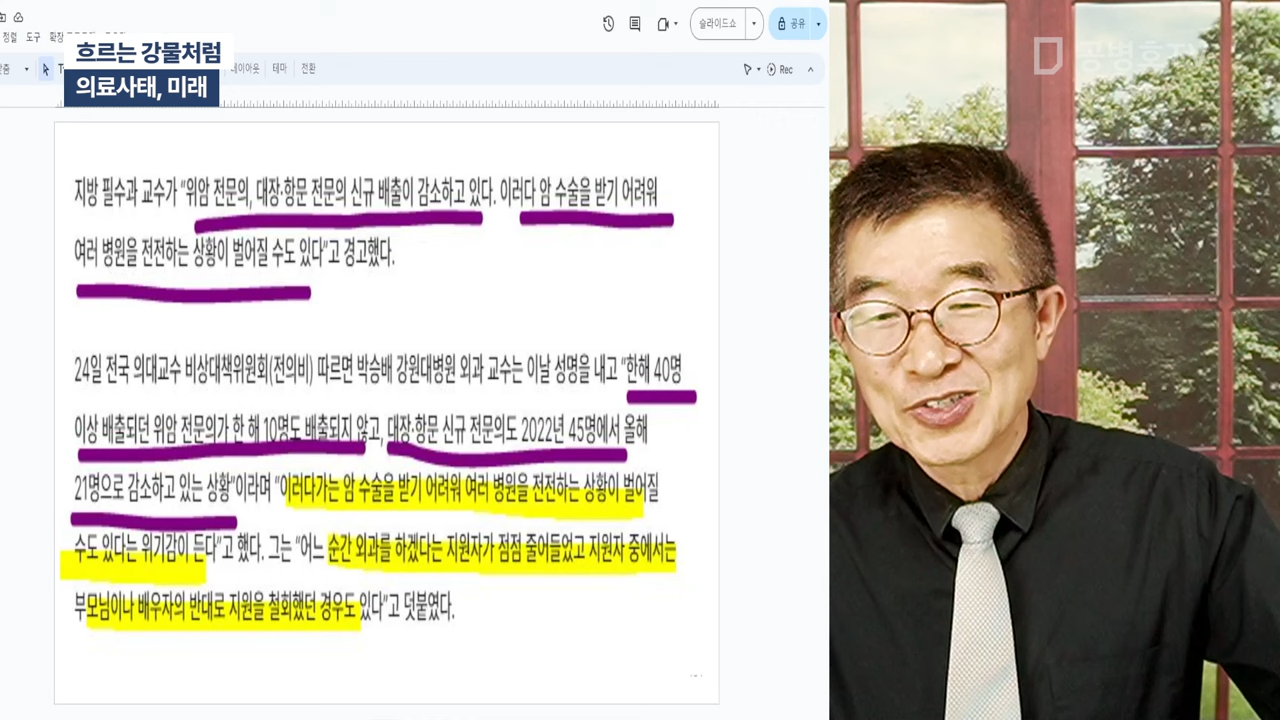 정렬 도구
슬라이드쇼
공유
흐르는 강물처럼
의료사태, 미래
테마
전환
Rec
공병호
지방 필수과 교수가 “위암 전문의, 대장·항문 전문의 신규 배출이 감소하고 있다. 이러다 암 수술을 받기 어려워
여러 병원을 전전하는 상황이 벌어질 수도 있다”고 경고했다.
24일 전국 의대교수 비상대책위원회(전의비) 따르면 박승배 강원대병원 외과 교수는 이날 성명을 내고 “한해 40명
이상 배출되던 위암 전문의가 한 해 10명도 배출되지 않고, 대장·항문 신규 전문의도 2022년 45명에서 올해
21명으로 감소하고 있는 상황”이라며 “이러다가는 암 수술을 받기 어려워 여러 병원을 전전하는 상황이 벌어질
수도 있다는 위기감이 든다”고 했다. 그는 “어느 순간 외과를 하겠다는 지원자가 점점 줄어들었고 지원자 중에서는
부모님이나 배우자의 반대로 지원을 철회했던 경우도 있다”고 덧붙였다.